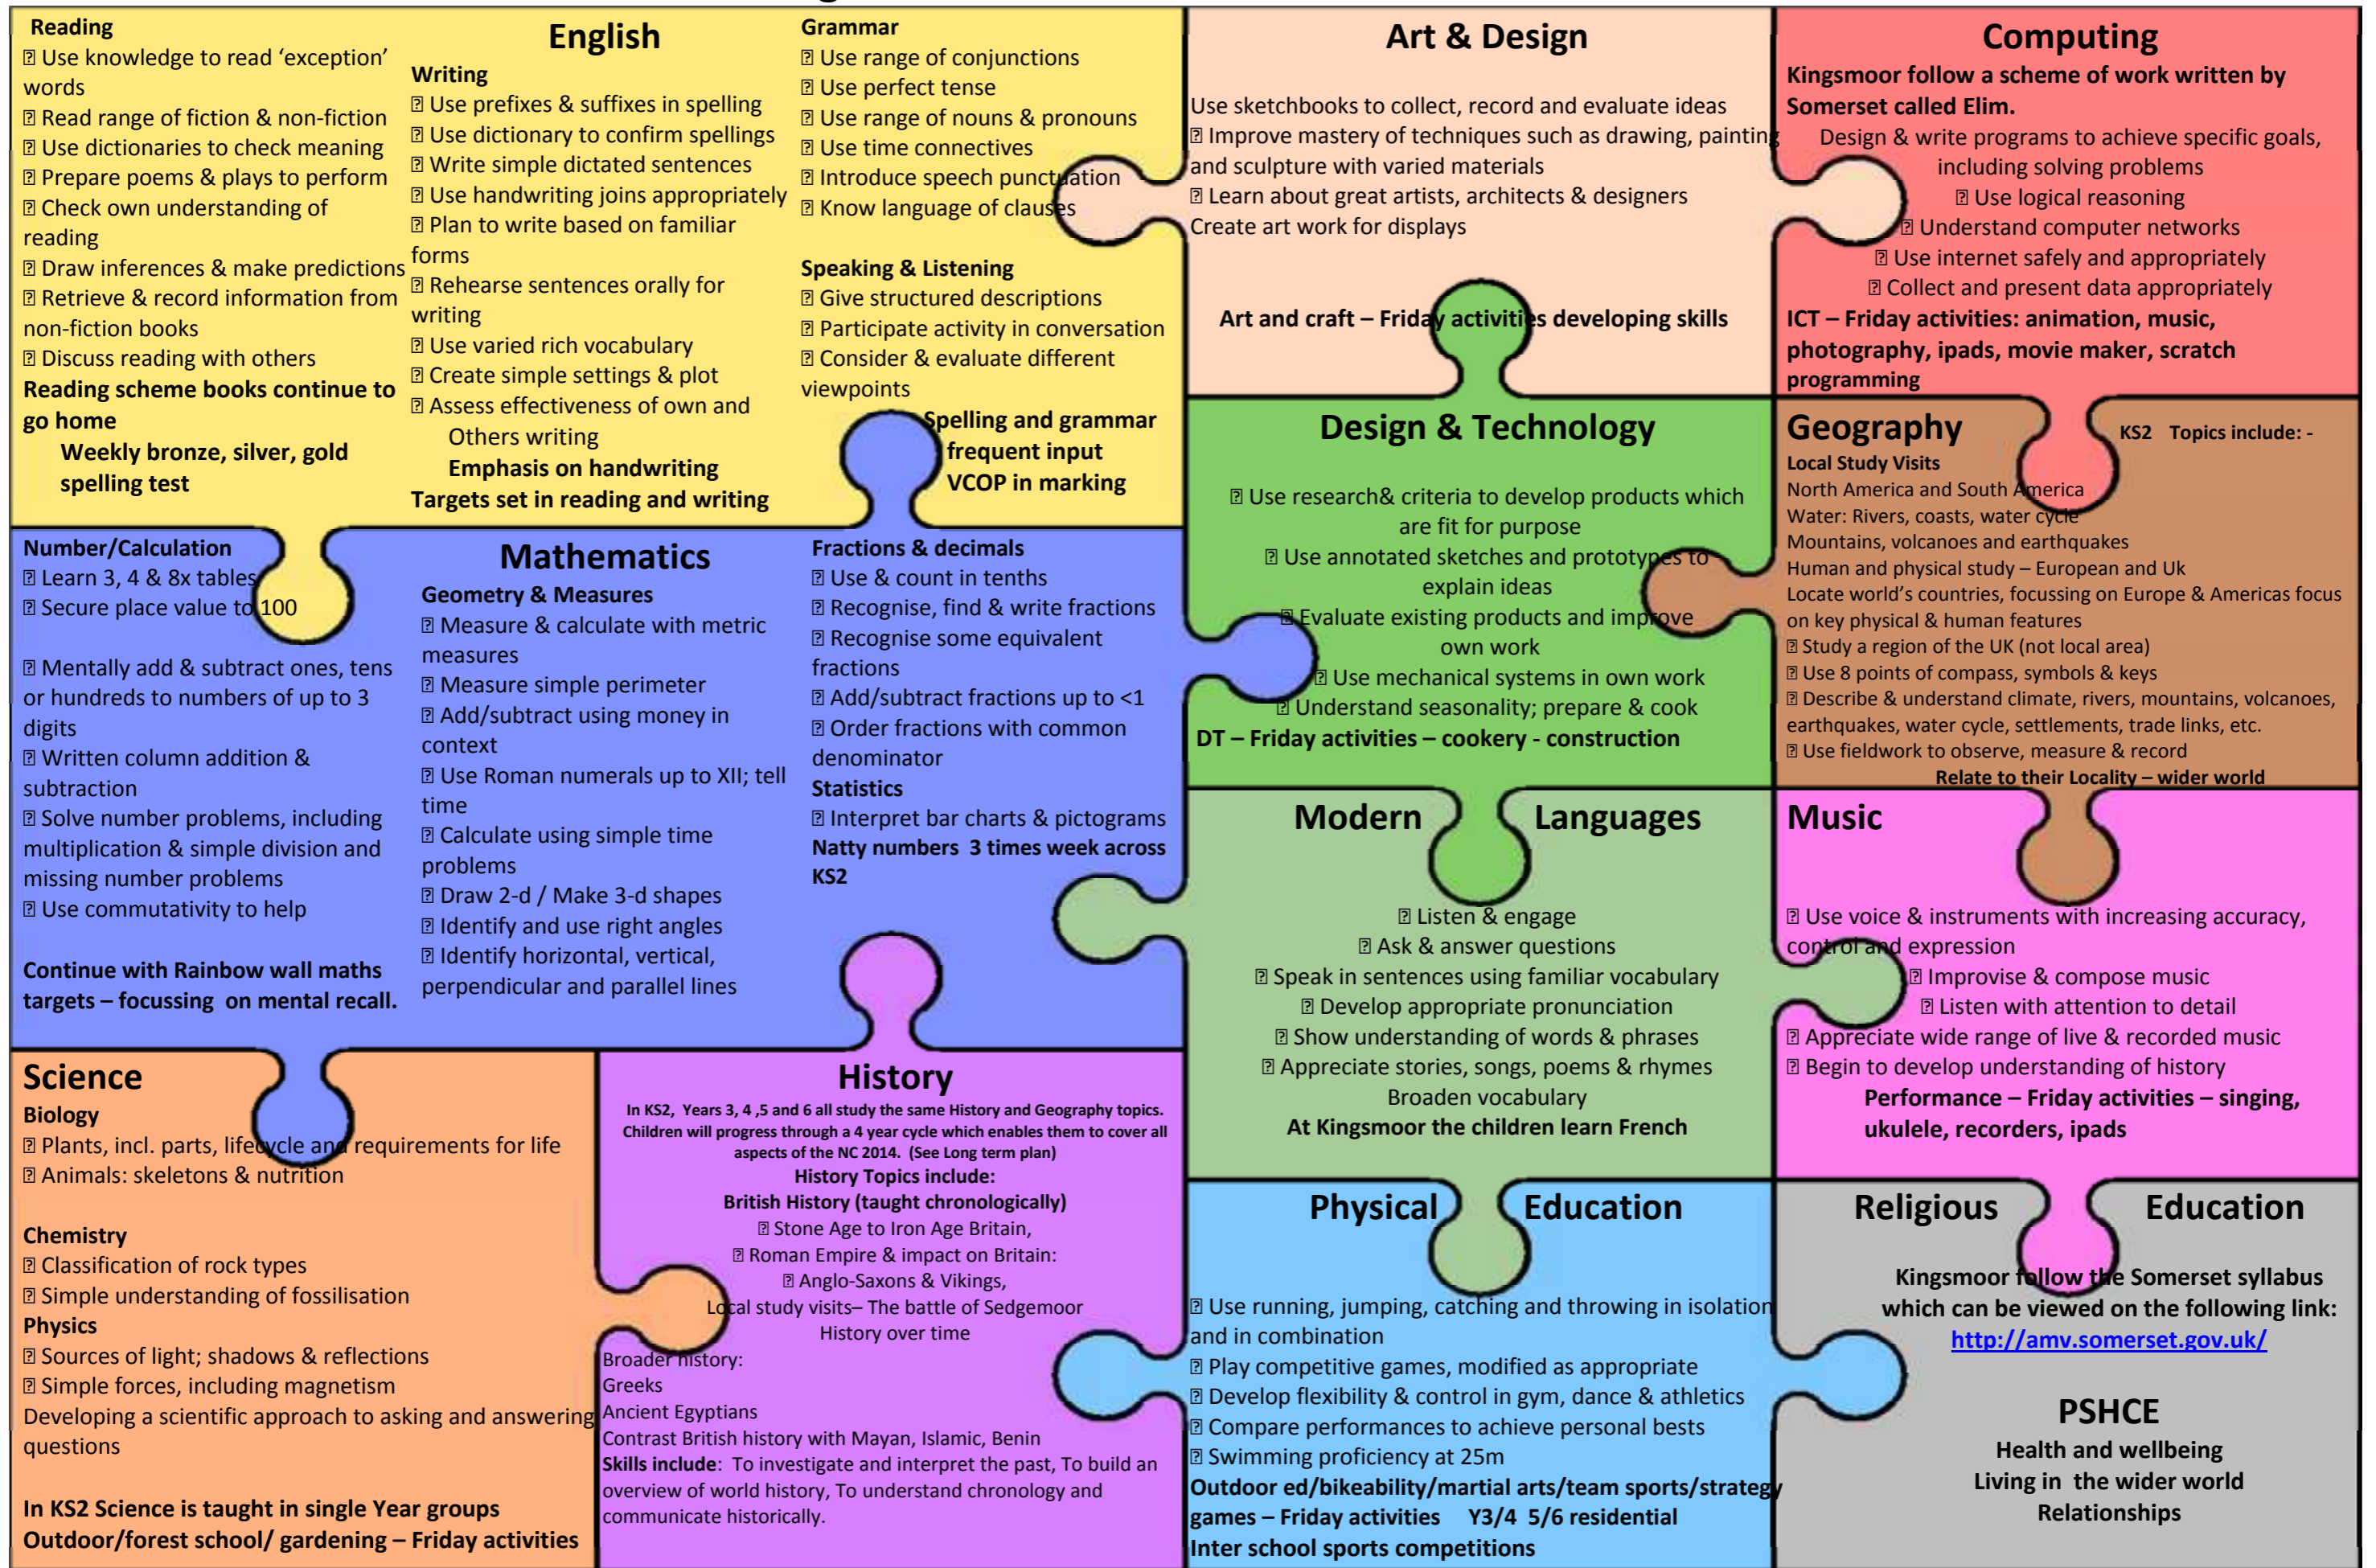 Reading
⍰ Use knowledge to read ‘exception’
words
⍰ Read range of fiction & non-fiction
⍰ Use dictionaries to check meaning
⍰ Prepare poems & plays to perform
⍰ Check own understanding of
reading
⍰ Draw inferences & make predictions
⍰ Retrieve & record information from
non-fiction books
⍰ Discuss reading with others
Reading scheme books continue to
go home
Weekly bronze, silver, gold
spelling test
English
Writing
⍰ Use prefixes & suffixes in spelling
⍰ Use dictionary to confirm spellings
⍰ Write simple dictated sentences
⍰ Use handwriting joins appropriately
⍰ Plan to write based on familiar
forms
⍰ Rehearse sentences orally for
writing
⍰ Use varied rich vocabulary
⍰ Create simple settings & plot
⍰ Assess effectiveness of own and
Others writing
Emphasis on handwriting
Targets set in reading and writing
Grammar
⍰ Use range of conjunctions
⍰ Use perfect tense
⍰ Use range of nouns & pronouns
⍰ Use time connectives
⍰ Introduce speech punctuation
⍰ Know language of clauses
Speaking & Listening
⍰ Give structured descriptions
⍰ Participate activity in conversation
⍰ Consider & evaluate different
viewpoints
Spelling and grammar
frequent input
VCOP in marking
Art & Design
Use sketchbooks to collect, record and evaluate ideas
⍰ Improve mastery of techniques such as drawing, painting
and sculpture with varied materials
⍰ Learn about great artists, architects & designers
Create art work for displays
Art and craft – Friday activities developing skills
Computing
Kingsmoor follow a scheme of work written by
Somerset called Elim.
Design & write programs to achieve specific goals,
including solving problems
⍰ Use logical reasoning
⍰ Understand computer networks
⍰ Use internet safely and appropriately
⍰ Collect and present data appropriately
ICT – Friday activities: animation, music,
photography, ipads, movie maker, scratch
programming
Design & Technology
⍰ Use research& criteria to develop products which
are fit for purpose
⍰ Use annotated sketches and prototypes to
explain ideas
⍰ Evaluate existing products and improve
own work
⍰ Use mechanical systems in own work
⍰ Understand seasonality; prepare & cook
DT – Friday activities – cookery - construction
Geography KS2 Topics include: -
Local Study Visits
North America and South America
Water: Rivers, coasts, water cycle
Mountains, volcanoes and earthquakes
Human and physical study – European and Uk
Locate world’s countries, focussing on Europe & Americas focus
on key physical & human features
⍰ Study a region of the UK (not local area)
⍰ Use 8 points of compass, symbols & keys
⍰ Describe & understand climate, rivers, mountains, volcanoes,
earthquakes, water cycle, settlements, trade links, etc.
⍰ Use fieldwork to observe, measure & record
Relate to their Locality – wider world
Number/Calculation
⍰ Learn 3, 4 & 8x tables
⍰ Secure place value to 100
⍰ Mentally add & subtract ones, tens
or hundreds to numbers of up to 3
digits
⍰ Written column addition &
subtraction
⍰ Solve number problems, including
multiplication & simple division and
missing number problems
⍰ Use commutativity to help
Continue with Rainbow wall maths
targets – focussing on mental recall.
Mathematics
Geometry & Measures
⍰ Measure & calculate with metric
measures
⍰ Measure simple perimeter
⍰ Add/subtract using money in
context
⍰ Use Roman numerals up to XII; tell
time
⍰ Calculate using simple time
problems
⍰ Draw 2-d / Make 3-d shapes
⍰ Identify and use right angles
⍰ Identify horizontal, vertical,
perpendicular and parallel lines
Fractions & decimals
⍰ Use & count in tenths
⍰ Recognise, find & write fractions
⍰ Recognise some equivalent
fractions
⍰ Add/subtract fractions up to <1
⍰ Order fractions with common
denominator
Statistics
⍰ Interpret bar charts & pictograms
Natty numbers 3 times week across
KS2
Modern Languages
⍰ Listen & engage
⍰ Ask & answer questions
⍰ Speak in sentences using familiar vocabulary
⍰ Develop appropriate pronunciation
⍰ Show understanding of words & phrases
⍰ Appreciate stories, songs, poems & rhymes
Broaden vocabulary
At Kingsmoor the children learn French
Music
⍰ Use voice & instruments with increasing accuracy,
control and expression
⍰ Improvise & compose music
⍰ Listen with attention to detail
⍰ Appreciate wide range of live & recorded music
⍰ Begin to develop understanding of history
Performance – Friday activities – singing,
ukulele, recorders, ipads
Science
Biology
⍰ Plants, incl. parts, lifecycle and requirements for life
⍰ Animals: skeletons & nutrition
Chemistry
⍰ Classification of rock types
⍰ Simple understanding of fossilisation
Physics
⍰ Sources of light; shadows & reflections
⍰ Simple forces, including magnetism
Developing a scientific approach to asking and answering
questions
In KS2 Science is taught in single Year groups
Outdoor/forest school/ gardening – Friday activities
History
In KS2, Years 3, 4 ,5 and 6 all study the same History and Geography topics.
Children will progress through a 4 year cycle which enables them to cover all
aspects of the NC 2014. (See Long term plan)
History Topics include:
British History (taught chronologically)
⍰ Stone Age to Iron Age Britain,
⍰ Roman Empire & impact on Britain:
⍰ Anglo-Saxons & Vikings,
Local study visits– The battle of Sedgemoor
History over time
Broader history:
Greeks
Ancient Egyptians
Contrast British history with Mayan, Islamic, Benin
Skills include: To investigate and interpret the past, To build an
overview of world history, To understand chronology and
communicate historically.
Physical Education
⍰ Use running, jumping, catching and throwing in isolation
and in combination
⍰ Play competitive games, modified as appropriate
⍰ Develop flexibility & control in gym, dance & athletics
⍰ Compare performances to achieve personal bests
⍰ Swimming proficiency at 25m
Outdoor ed/bikeability/martial arts/team sports/strategy
games – Friday activities Y3/4 5/6 residential
Inter school sports competitions
Religious Education
Kingsmoor follow the Somerset syllabus
which can be viewed on the following link:
http://amv.somerset.gov.uk/
PSHCE
Health and wellbeing
Living in the wider world
Relationships